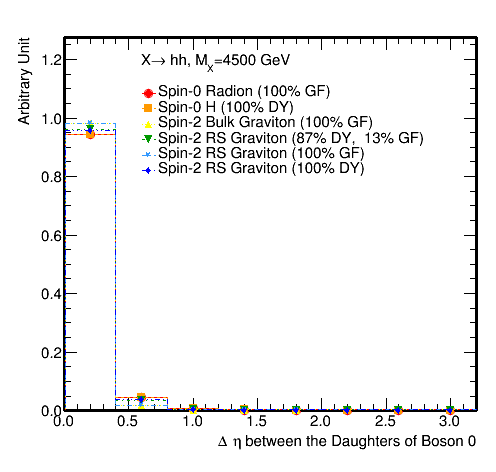 X→ hh, M_X=4500 GeV
Spin-0 Radion (100% GF)
Spin-0 H (100% DY)
Spin-2 Bulk Graviton (100% GF)
Spin-2 RS Graviton (87% DY, 13% GF)
Spin-2 RS Graviton (100% GF)
Spin-2 RS Graviton (100% DY)
Arbitrary Unit
1.2
1.0
0.8
0.6
0.4
0.2
0.0
0.0 0.5 1.0 1.5 2.0 2.5 3.0
Δ η between the Daughters of Boson 0